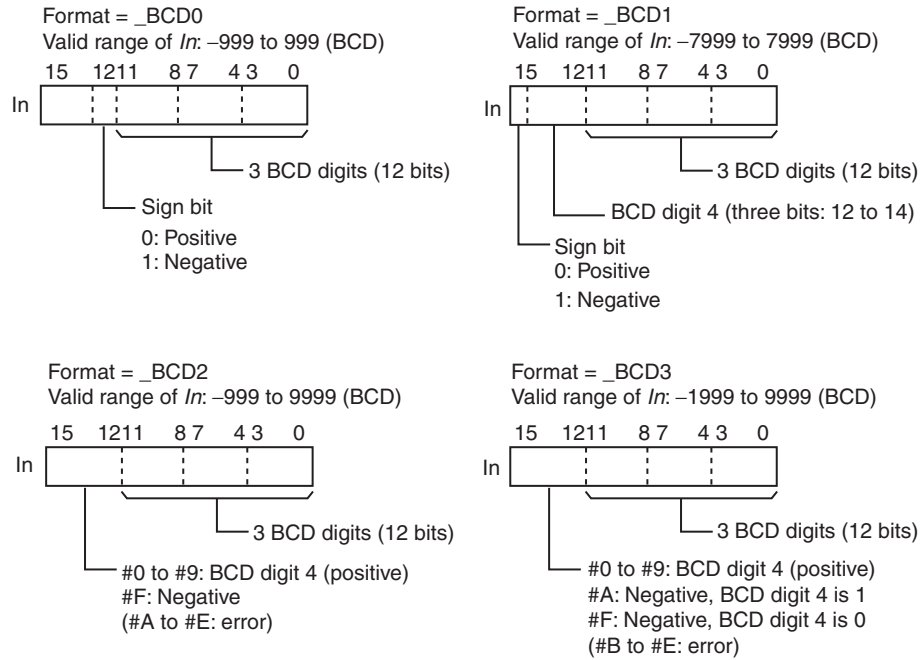 Format = _BCD0
Valid range of In: –999 to 999 (BCD)
15 1211 8 7 4 3 0
In
3 BCD digits (12 bits)
Sign bit
0: Positive
1: Negative
Format = _BCD1
Valid range of In: –7999 to 7999 (BCD)
15 1211 8 7 4 3 0
In
3 BCD digits (12 bits)
BCD digit 4 (three bits: 12 to 14)
Sign bit
0: Positive
1: Negative
Format = _BCD2
Valid range of In: –999 to 9999 (BCD)
15 1211 8 7 4 3 0
In
3 BCD digits (12 bits)
#0 to #9: BCD digit 4 (positive)
#F: Negative
(#A to #E: error)
Format = _BCD3
Valid range of In: –1999 to 9999 (BCD)
15 1211 8 7 4 3 0
In
3 BCD digits (12 bits)
#0 to #9: BCD digit 4 (positive)
#A: Negative, BCD digit 4 is 1
#F: Negative, BCD digit 4 is 0
(#B to #E: error)